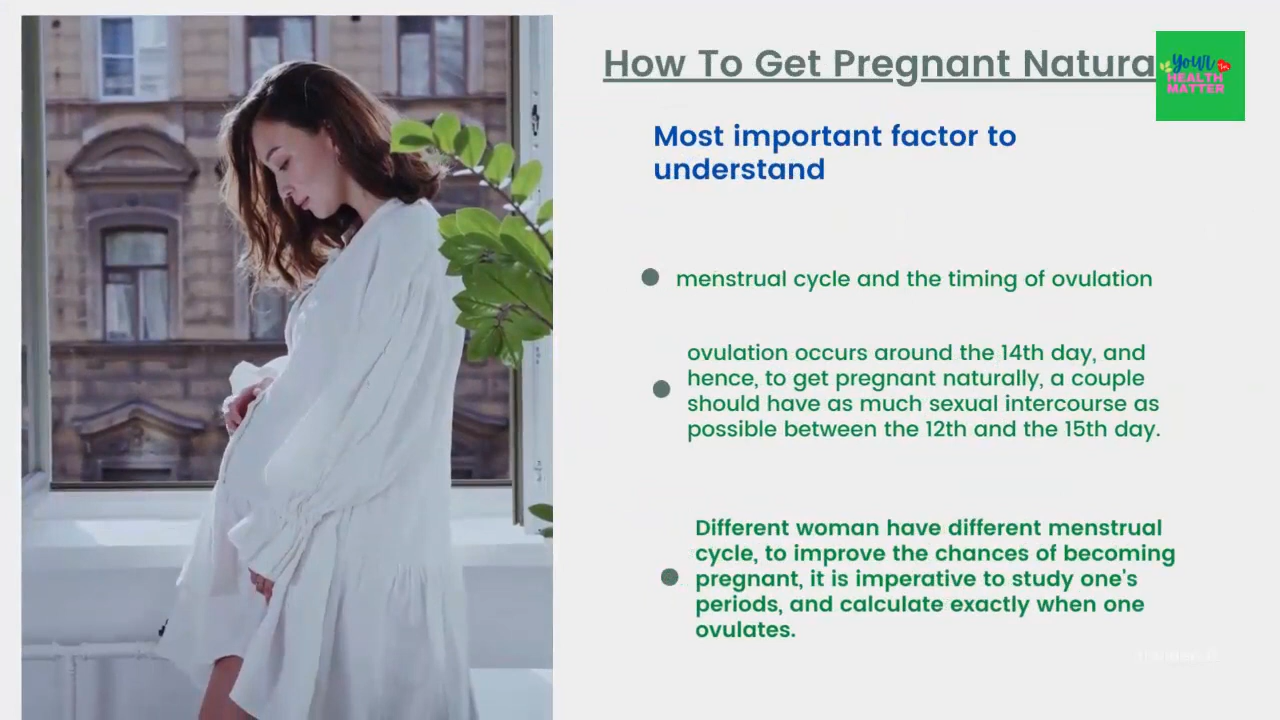 How To Get Pregnant Natura
Your
HEALTH
MATTER
Most important factor to
understand
menstrual cycle and the timing of ovulation
ovulation occurs around the 14th day, and
hence, to get pregnant naturally, a couple
should have as much sexual intercourse as
possible between the 12th and the 15th day.
Different woman have different menstrual
cycle, to improve the chances of becoming
pregnant, it is imperative to study one's
periods, and calculate exactly when one
ovulates.